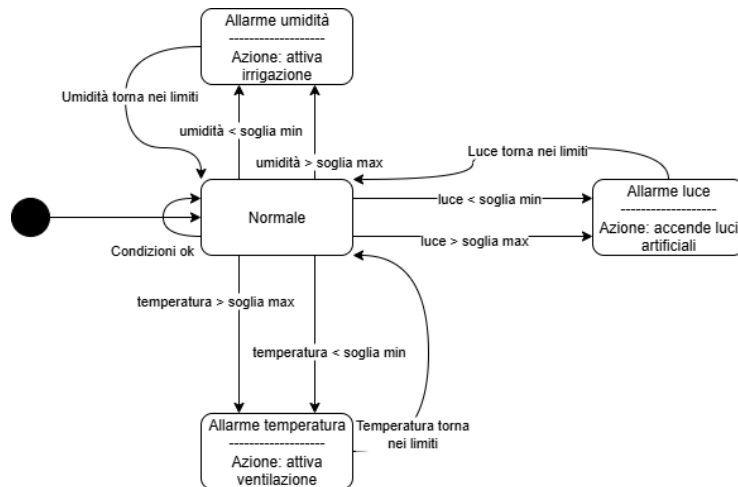 Allarme umidità
--------------------
Azione: attiva
irrigazione
Umidità torna nei limiti
umidità < soglia min
umidità > soglia max
Luce torna nei limiti
Allarme luce
--------------------
Azione: accende luci
artificiali
luce < soglia min
luce > soglia max
Normale
Condizioni ok
temperatura > soglia max
temperatura < soglia min
Allarme temperatura
--------------------
Azione: attiva
ventilazione
Temperatura torna
nei limiti